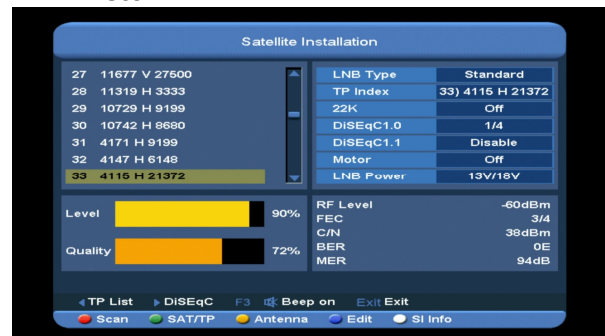 Satellite Installation
27 11677 V 27500
28 11319 H 3333
29 10729 H 9199
30 10742 H 8680
31 4171 H 9199
32 4147 H 6148
33 4115 H 21372
LNB Type Standard
TP Index 33) 4115 H 21372
22K Off
DiSEqC1.0 1/4
DiSEqC1.1 Disable
Motor Off
LNB Power 13V/18V
Level 90%
Quality 72%
RF Level -60dBm
FEC 3/4
C/N 38dBm
BER 0E
MER 94dB
TP List DiSEqC F3 Beep on Exit Exit
Scan SAT/TP Antenna Edit SI Info